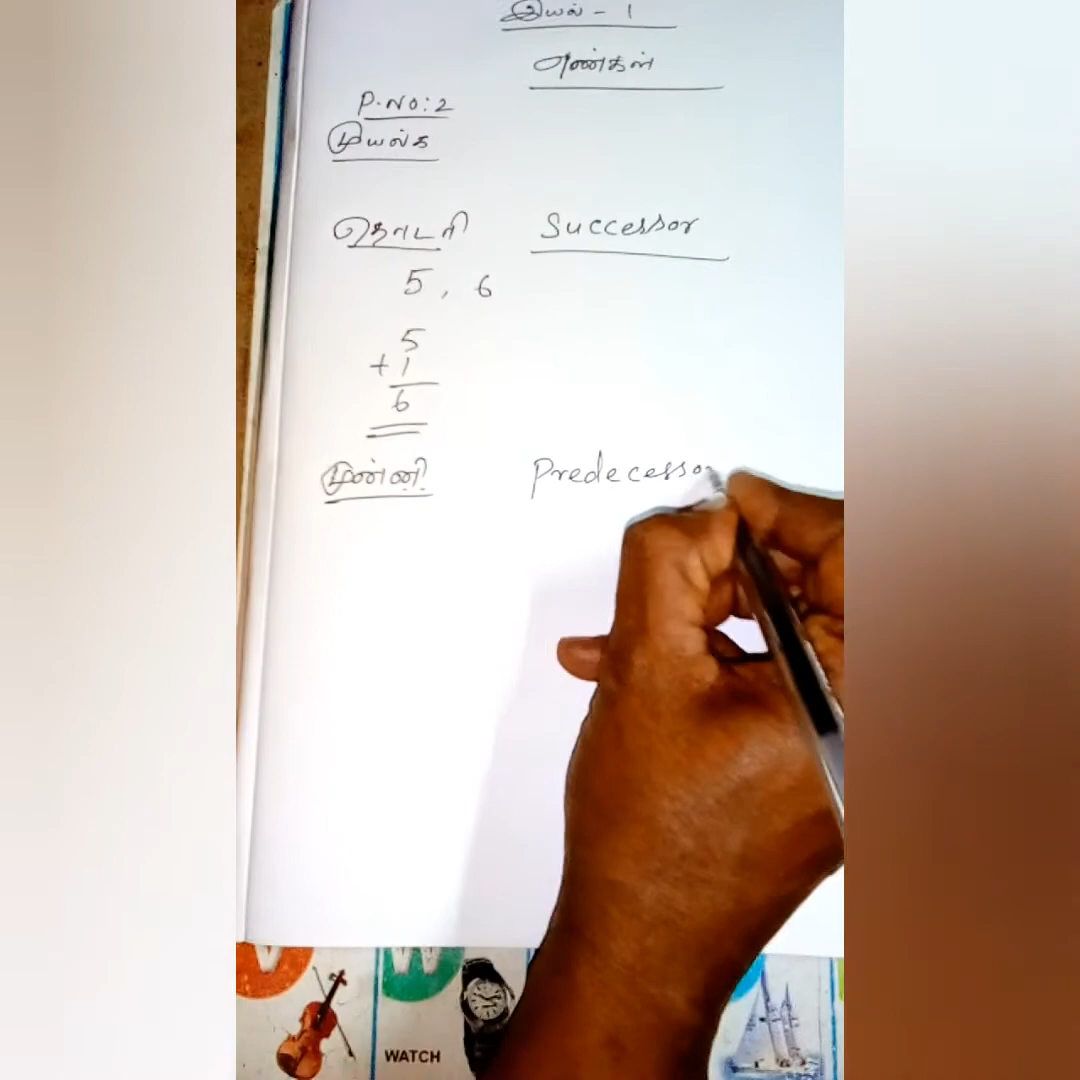 இயல் - 1
எண்கள்
P.NO:2
முயல்க
தொடரி Successor
5, 6
5
+ 1
6
முன்னி Predecessor
WATCH